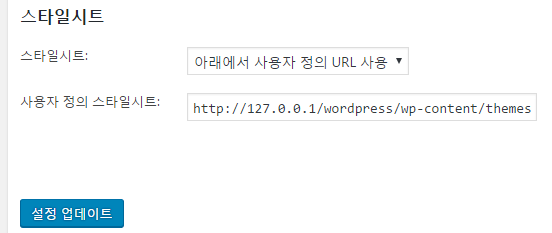 스타일시트
스타일시트: 아래에서 사용자 정의 URL 사용
사용자 정의 스타일시트: http://127.0.0.1/wordpress/wp-content/themes
설정 업데이트